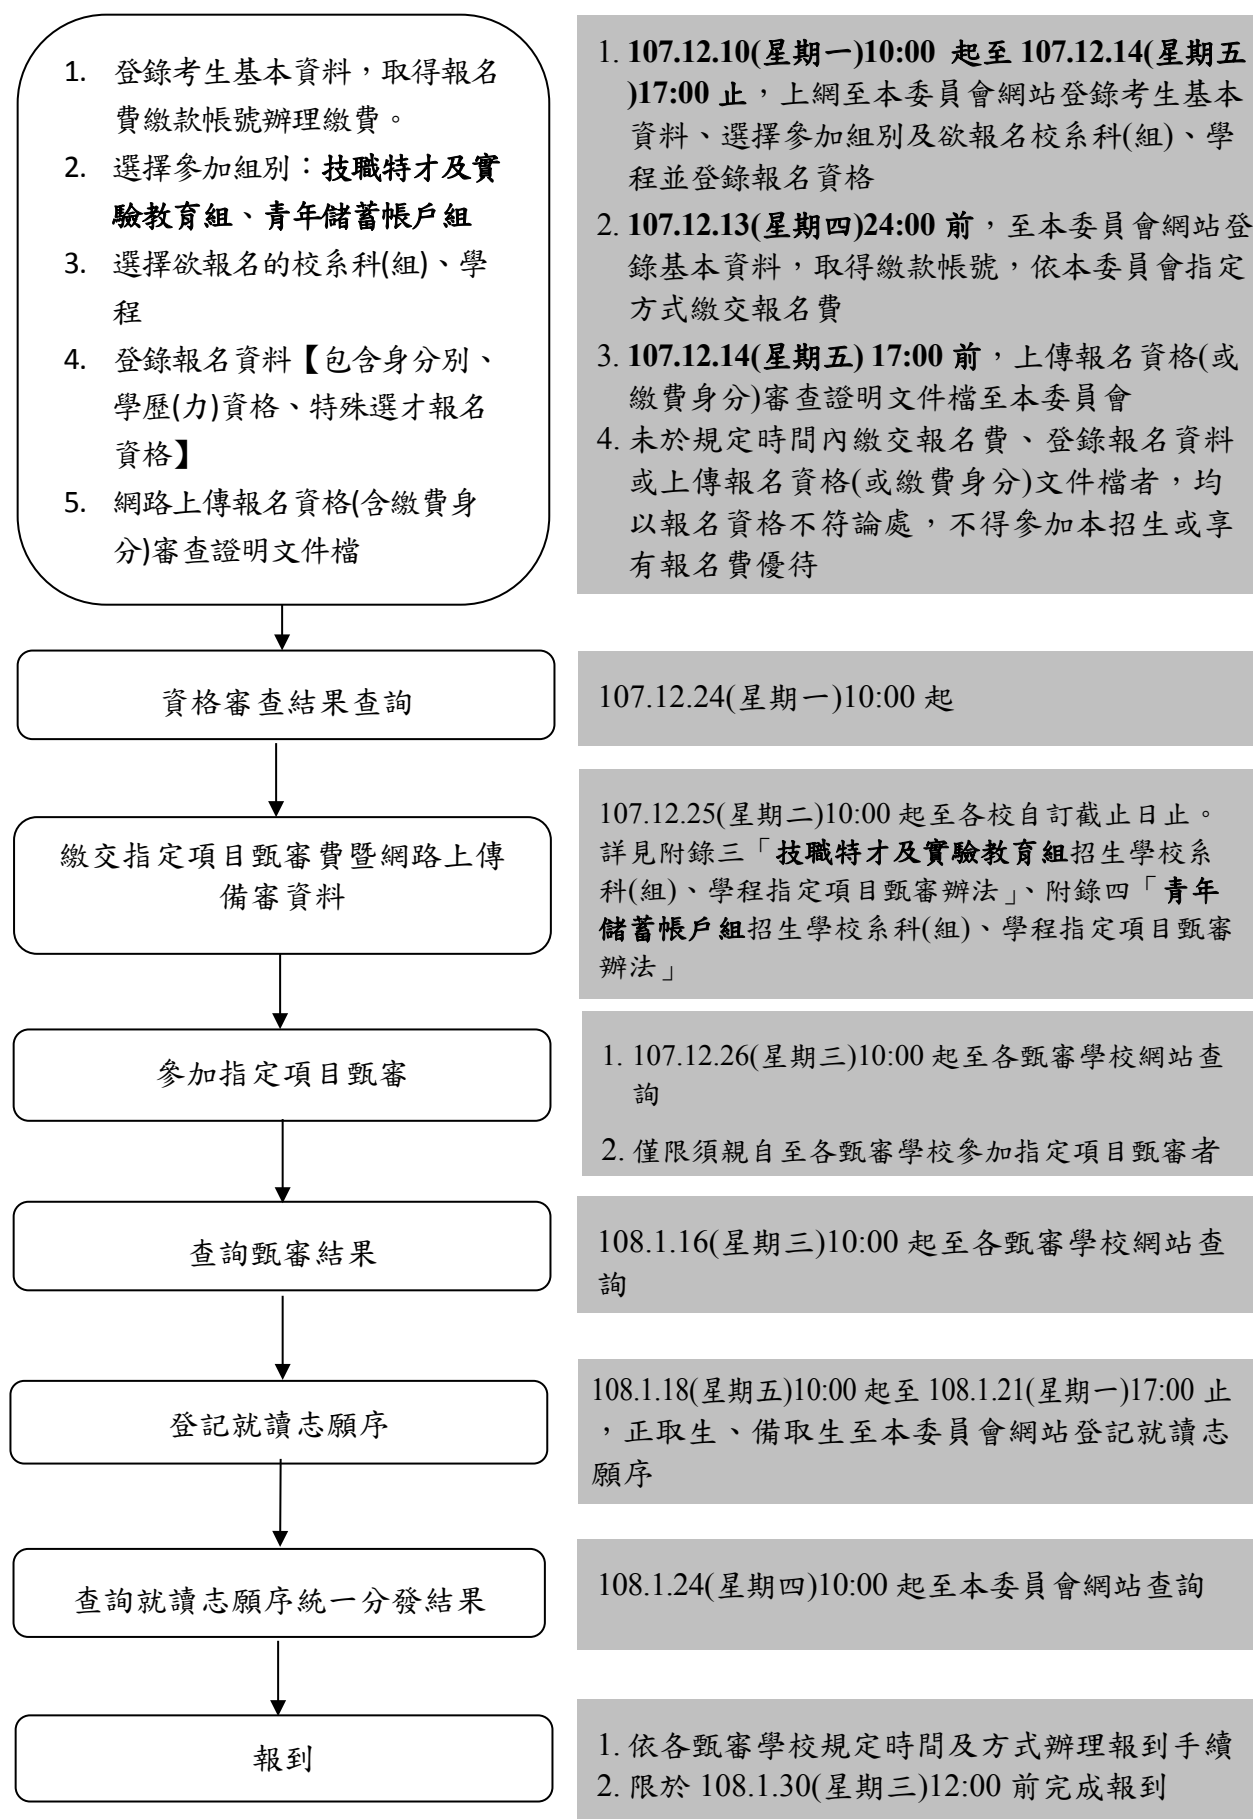 1. 登錄考生基本資料，取得報名
費繳款帳號辦理繳費。
2. 選擇參加組別：技職特才及實
驗教育組、青年儲蓄帳戶組
3. 選擇欲報名的校系科(組)、學
程
4. 登錄報名資料【包含身分別、
學歷(力)資格、特殊選才報名
資格】
5. 網路上傳報名資格(含繳費身
分)審查證明文件檔
1. 107.12.10(星期一)10:00 起至 107.12.14(星期五
)17:00 止，上網至本委員會網站登錄考生基本
資料、選擇參加組別及欲報名校系科(組)、學
程並登錄報名資格
2. 107.12.13(星期四)24:00 前，至本委員會網站登
錄基本資料，取得繳款帳號，依本委員會指定
方式繳交報名費
3. 107.12.14(星期五) 17:00 前，上傳報名資格(或
繳費身分)審查證明文件檔至本委員會
4. 未於規定時間內繳交報名費、登錄報名資料
或上傳報名資格(或繳費身分)文件檔者，均
以報名資格不符論處，不得參加本招生或享
有報名費優待
資格審查結果查詢
107.12.24(星期一)10:00 起
繳交指定項目甄審費暨網路上傳
備審資料
107.12.25(星期二)10:00 起至各校自訂截止日止。
詳見附錄三「技職特才及實驗教育組招生學校系
科(組)、學程指定項目甄審辦法」、附錄四「青年
儲蓄帳戶組招生學校系科(組)、學程指定項目甄審
辦法」
參加指定項目甄審
1. 107.12.26(星期三)10:00 起至各甄審學校網站查
詢
2. 僅限須親自至各甄審學校參加指定項目甄審者
查詢甄審結果
108.1.16(星期三)10:00 起至各甄審學校網站查
詢
登記就讀志願序
108.1.18(星期五)10:00 起至 108.1.21(星期一)17:00 止
，正取生、備取生至本委員會網站登記就讀志
願序
查詢就讀志願序統一分發結果
108.1.24(星期四)10:00 起至本委員會網站查詢
報到
1. 依各甄審學校規定時間及方式辦理報到手續
2. 限於 108.1.30(星期三)12:00 前完成報到